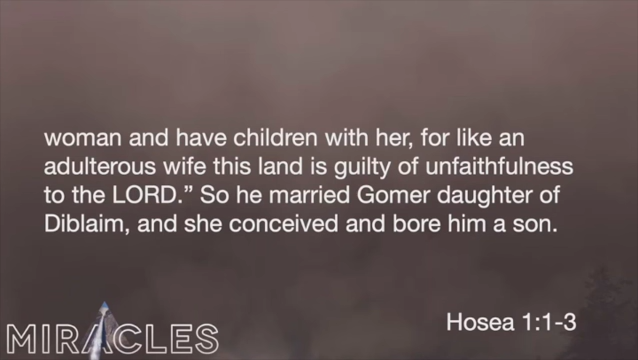 woman and have children with her, for like an
adulterous wife this land is guilty of unfaithfulness
to the LORD.” So he married Gomer daughter of
Diblaim, and she conceived and bore him a son.
Hosea 1:1-3
MIRACLES